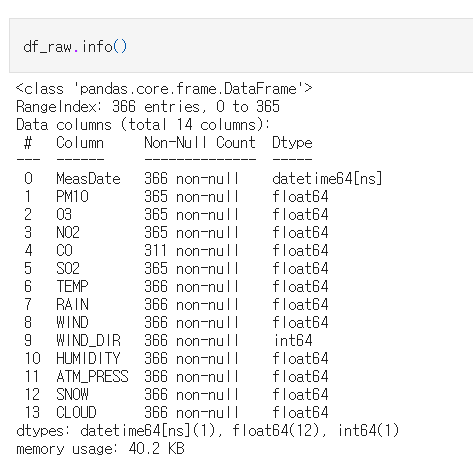 df_raw.info()
<class 'pandas.core.frame.DataFrame'>
RangeIndex: 366 entries, 0 to 365
Data columns (total 14 columns):
#   Column     Non-Null Count  Dtype
---  ------     --------------  -----
0   MeasDate   366 non-null    datetime64[ns]
1   PM10       365 non-null    float64
2   O3         365 non-null    float64
3   NO2        365 non-null    float64
4   CO         311 non-null    float64
5   SO2        365 non-null    float64
6   TEMP       366 non-null    float64
7   RAIN       366 non-null    float64
8   WIND       366 non-null    float64
9   WIND_DIR   366 non-null    int64
10  HUMIDITY   366 non-null    float64
11  ATM_PRESS  366 non-null    float64
12  SNOW       366 non-null    float64
13  CLOUD      366 non-null    float64
dtypes: datetime64[ns](1), float64(12), int64(1)
memory usage: 40.2 KB